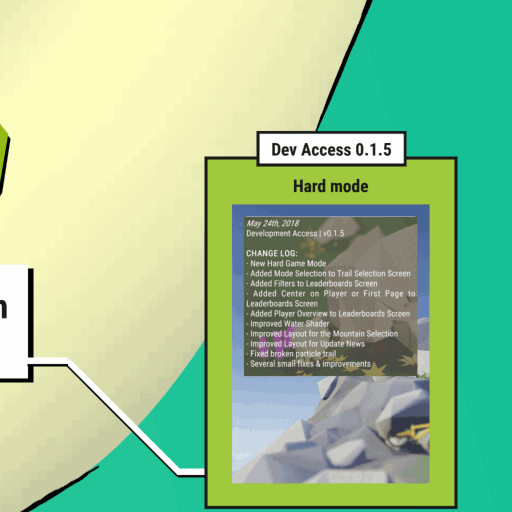 Dev Access 0.1.5
Hard mode
May 24th, 2018
Development Access | v0.1.5
CHANGE LOG:
- New Hard Game Mode
- Added Mode Selection to Trail Selection Screen
- Added Filters to Leaderboards Screen
- Added Center on Player or First Page to
Leaderboards Screen
- Added Player Overview to Leaderboards Screen
- Improved Water Shader
- Improved Layout for the Mountain Selection
- Improved Layout for Update News
- Fixed broken particle trail
- Several small fixes & improvements